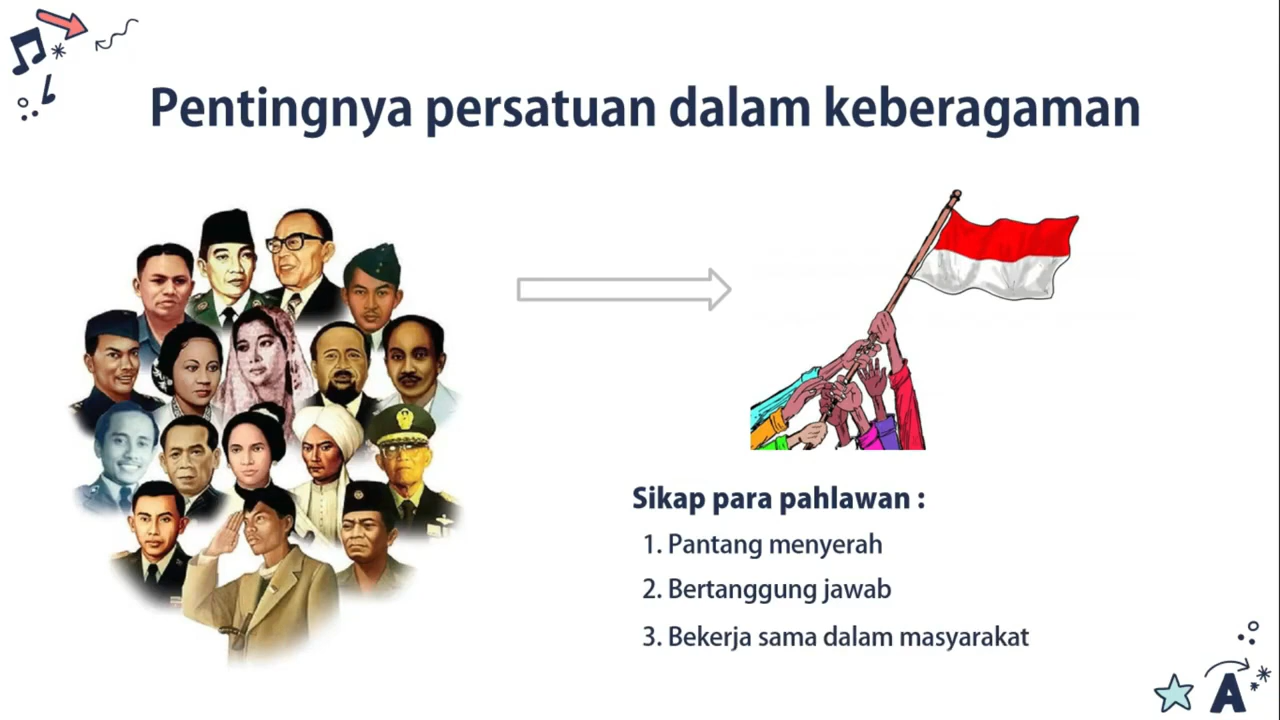 Pentingnya persatuan dalam keberagaman
Sikap para pahlawan :
1. Pantang menyerah
2. Bertanggung jawab
3. Bekerja sama dalam masyarakat
A